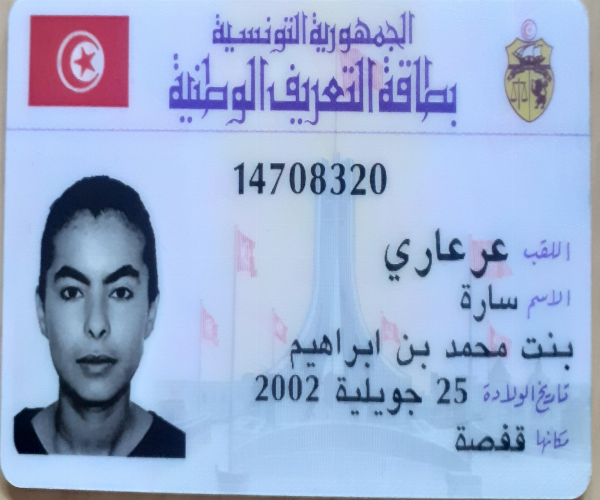 الجمهورية التونسية
بطاقة التعريف الوطنية
14708320
اللقب عرعاري
الاسم سارة
بنت محمد بن ابراهيم
تاريخ الولادة 25 جويلية 2002
مكانها قفصة